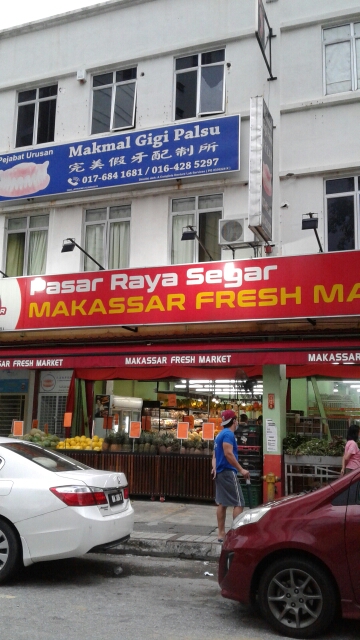 Pejabat Urusan
Makmal Gigi Palsu
完美假牙配制所
017-684 1681 / 016-428 5297
Pasar Raya Segar
MAKASSAR FRESH MA
SAR FRESH MARKET
MAKASSAR FRESH MARKET
MAKASSAR